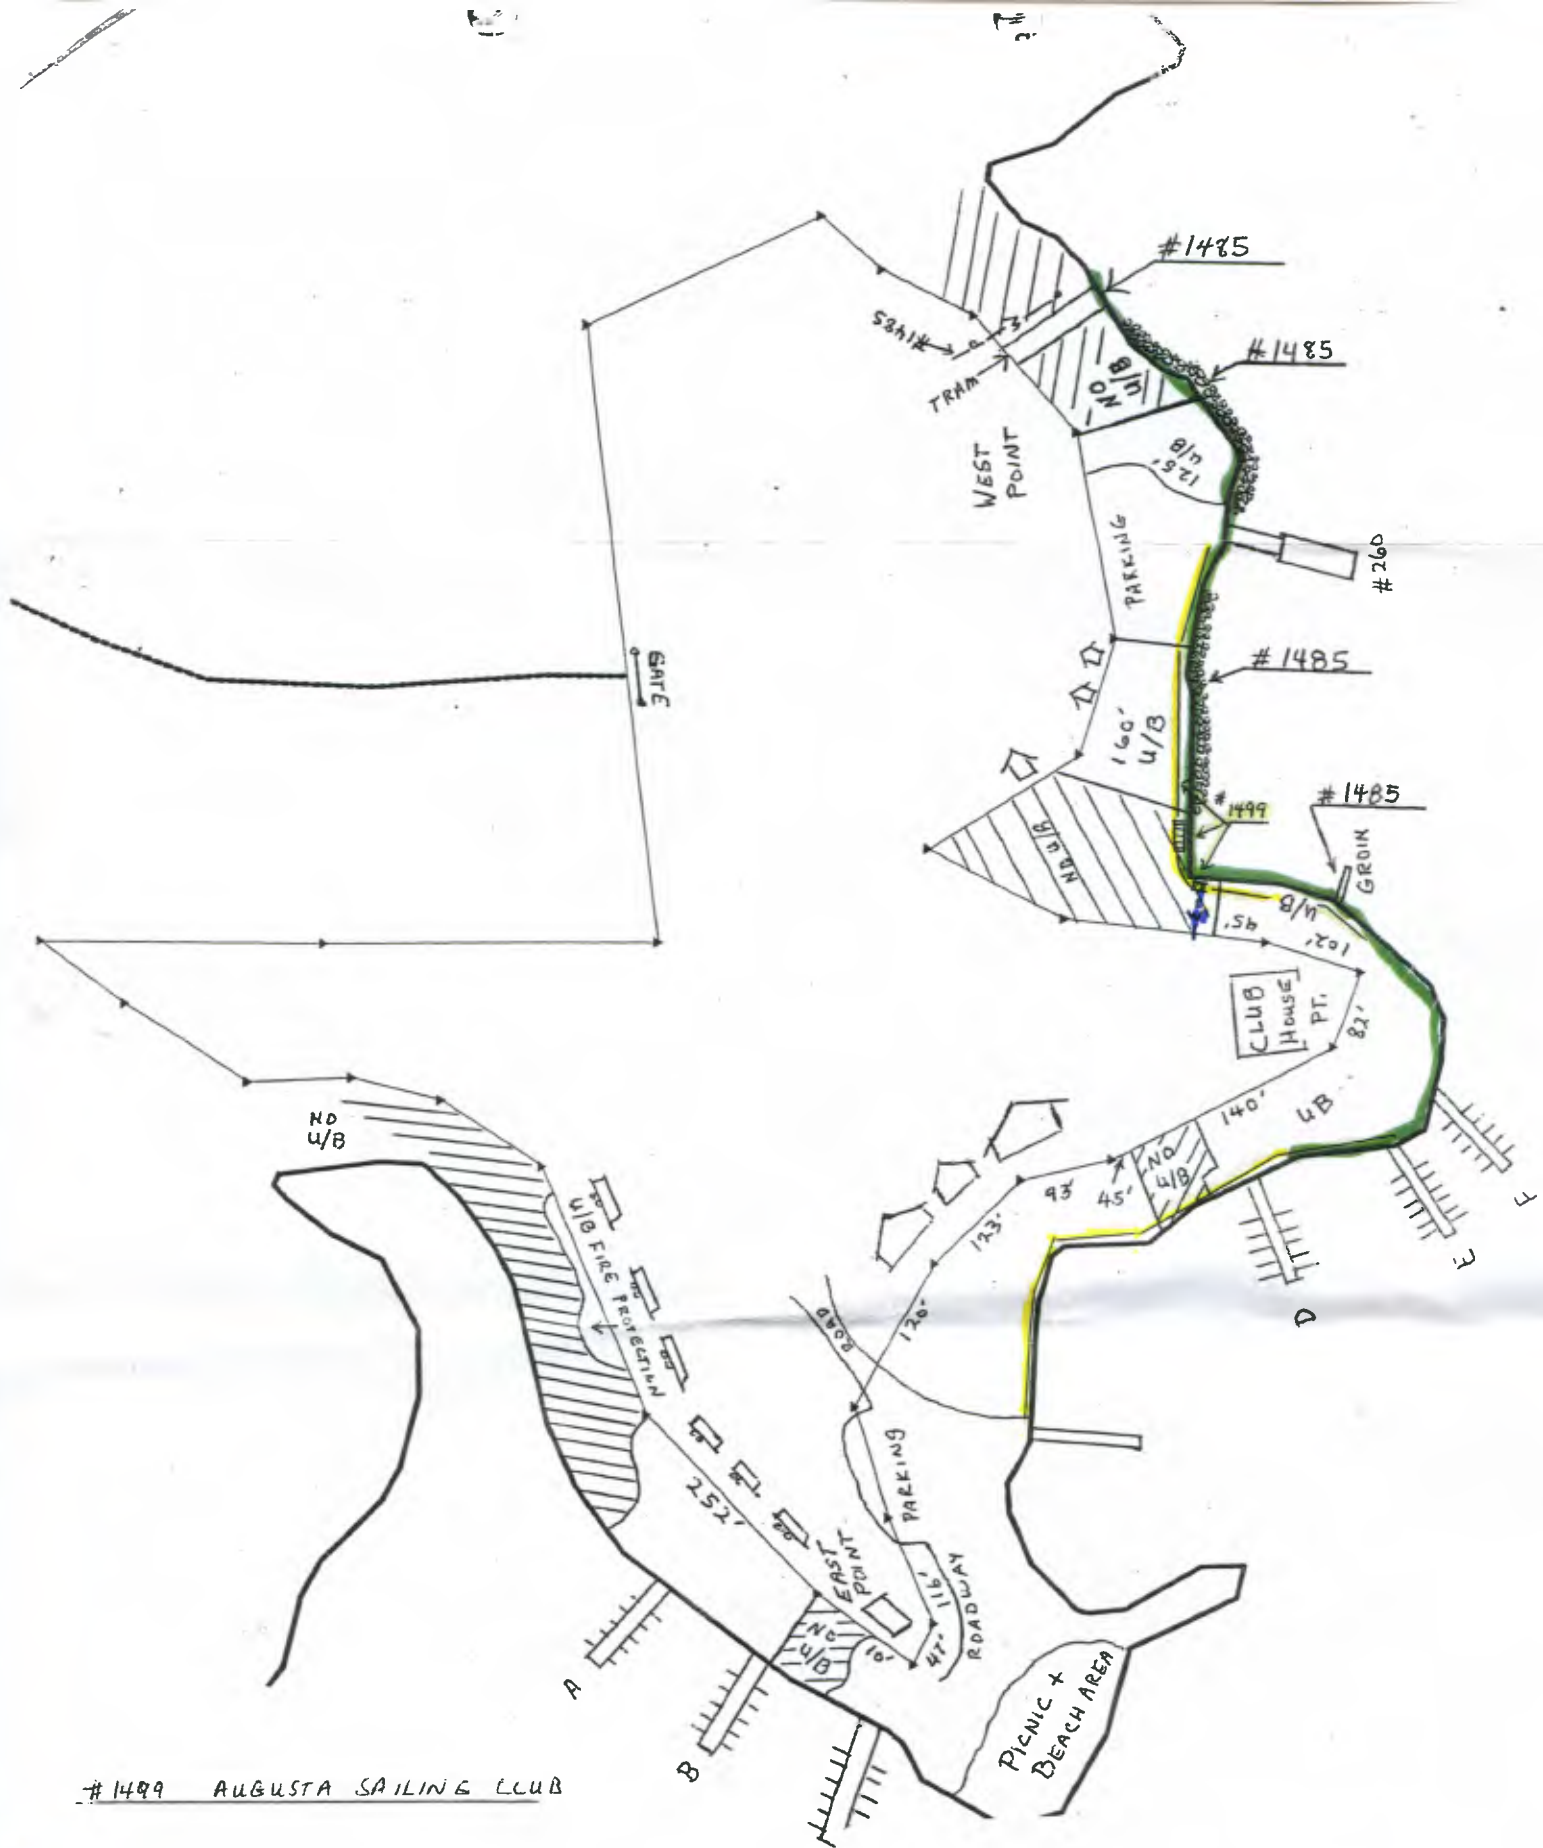 #1485
#1485
#1485
TRAM
NO
U/B
WEST
POINT
125'
U/B
PARKING
#260
GATE
#1485
160'
U/B
#1485
#
1499
NO U/B
GROIN
U/B
45'
102'
CLUB
HOUSE
PT.
82'
NO
U/B
140'
UB
NO
U/B
93'
45'
123'
F
E
D
U/B FIRE PROTECTION
120'
ROAD
PARKING
252'
EAST
POINT
116'
ROADWAY
NO
U/B
10'
47'
A
B
PICNIC +
BEACH AREA
#1499 AUGUSTA SAILING CLUB